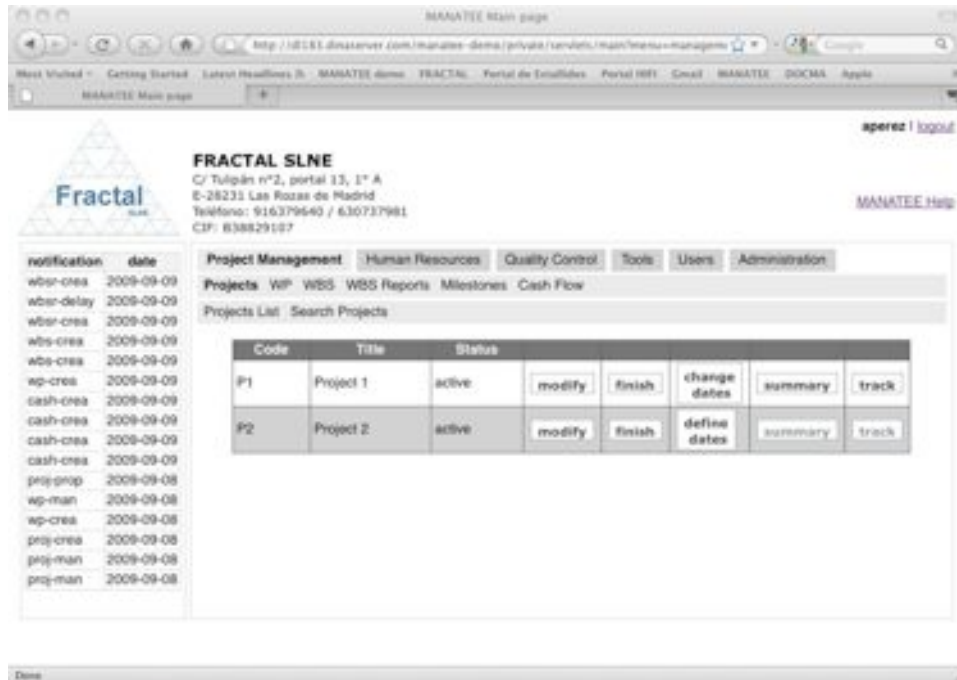 MANATEE Main page
Most Visited Getting Started Latest Headlines MANATEE demo FRACTAL Portal de Gmail MANATEE DOCMA Apple
MANATEE Main page
aperez | logout
Fractal
SLNE
FRACTAL SLNE
C/ Tulipán nº2, portal 13, 1º A
E-28231 Las Rozas de Madrid
Teléfono: 916379640 / 630737981
CIF: B38829107
MANATEE Help
notification date
wbsr-crea 2009-09-09
wbsr-delay 2009-09-09
wbsr-crea 2009-09-09
wbs-crea 2009-09-09
wbs-crea 2009-09-09
wp-crea 2009-09-09
cash-crea 2009-09-09
cash-crea 2009-09-09
cash-crea 2009-09-09
cash-crea 2009-09-09
proj-prop 2009-09-08
wp-man 2009-09-08
wp-crea 2009-09-08
proj-crea 2009-09-08
proj-man 2009-09-08
proj-man 2009-09-08
Project Management Human Resources Quality Control Tools Users Administration
Projects WP WBS WBS Reports Milestones Cash Flow
Projects List Search Projects
Code Title Status
P1 Project 1 active modify finish change dates summary track
P2 Project 2 active modify finish define dates summary track
Done